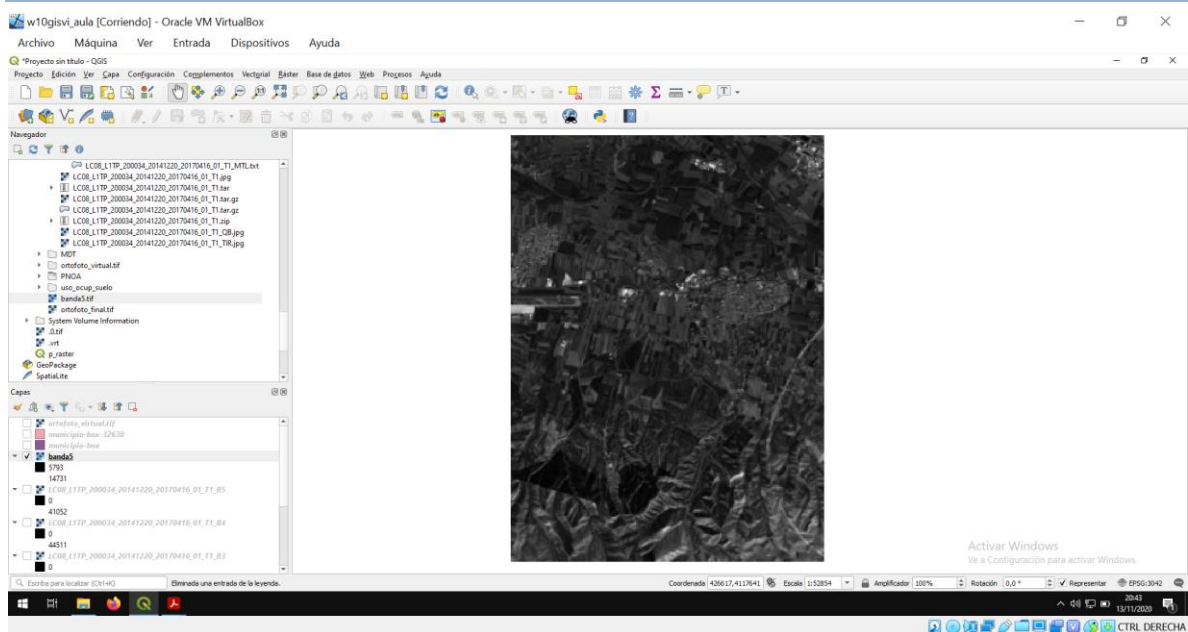 w10gisvi_aula [Corriendo] - Oracle VM VirtualBox
Archivo Máquina Ver Entrada Dispositivos Ayuda
*Proyecto sin título - QGIS
Proyecto Edición Ver Capa Configuración Complementos Vectorial Ráster Base de datos Web Procesos Ayuda
Navegador
LC08_L1TP_200034_20141220_20170416_01_T1_MTL.txt
LC08_L1TP_200034_20141220_20170416_01_T1.jpg
LC08_L1TP_200034_20141220_20170416_01_T1.tar
LC08_L1TP_200034_20141220_20170416_01_T1.tar.gz
LC08_L1TP_200034_20141220_20170416_01_T1.tar.gz
LC08_L1TP_200034_20141220_20170416_01_T1.zip
LC08_L1TP_200034_20141220_20170416_01_T1_QB.jpg
LC08_L1TP_200034_20141220_20170416_01_T1_TIR.jpg
MDT
ortofoto_virtual.tif
PNOA
uso_ocup_suelo
banda5.tif
ortofoto_final.tif
System Volume Information
.0.tif
.vrt
p_raster
GeoPackage
SpatiaLite
Capas
ortofoto_virtual.tif
municipio-box-32630
municipio-box
banda5
5793
14731
LC08_L1TP_200034_20141220_20170416_01_T1_B5
0
41052
LC08_L1TP_200034_20141220_20170416_01_T1_B4
0
44511
LC08_L1TP_200034_20141220_20170416_01_T1_B3
0
Activar Windows
Ve a Configuración para activar Windows.
Escriba para localizar (Ctrl+K) Eliminada una entrada de la leyenda. Coordenada 426617,4117641 Escala 1:52854 Amplificador 100% Rotación 0,0 ° Representar EPSG:3042
20:43
13/11/2020
CTRL DERECHA